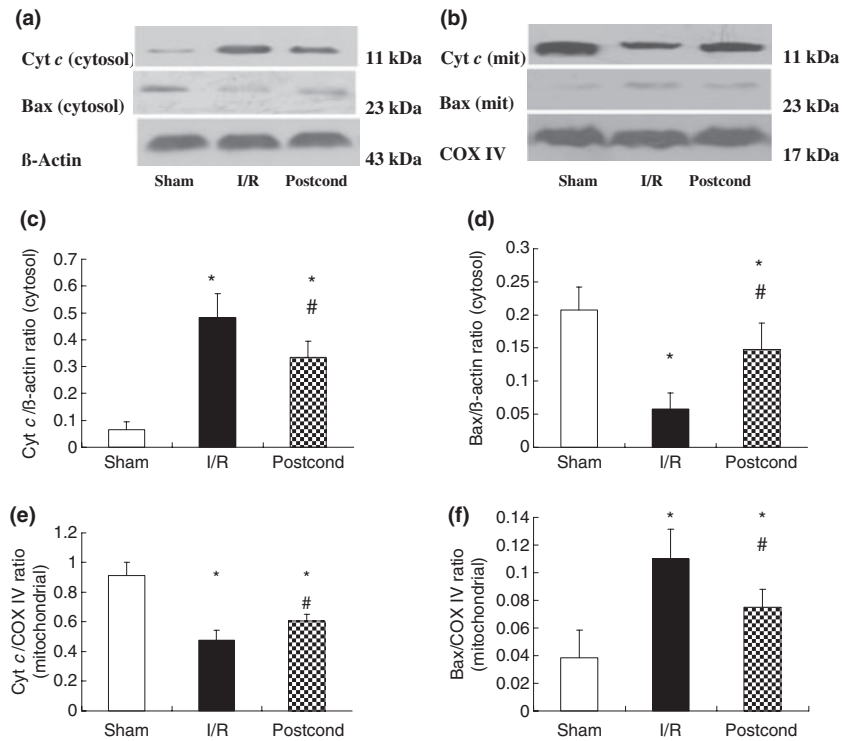 (a)
Cyt c (cytosol)
11 kDa
Bax (cytosol)
23 kDa
ß-Actin
43 kDa
Sham I/R Postcond
(b)
Cyt c (mit)
11 kDa
Bax (mit)
23 kDa
COX IV
17 kDa
Sham I/R Postcond
(c)
Cyt c/ß-actin ratio (cytosol)
0.7
0.6
0.5
0.4
0.3
0.2
0.1
0
*
*
#
Sham I/R Postcond
(d)
Bax/ß-actin ratio (cytosol)
0.3
0.25
0.2
0.15
0.1
0.05
0
*
*
#
Sham I/R Postcond
(e)
Cyt c/COX IV ratio
(mitochondrial)
1.2
1
0.8
0.6
0.4
0.2
0
*
*
#
Sham I/R Postcond
(f)
Bax/COX IV ratio
(mitochondrial)
0.14
0.12
0.1
0.08
0.06
0.04
0.02
0
*
*
#
Sham I/R Postcond